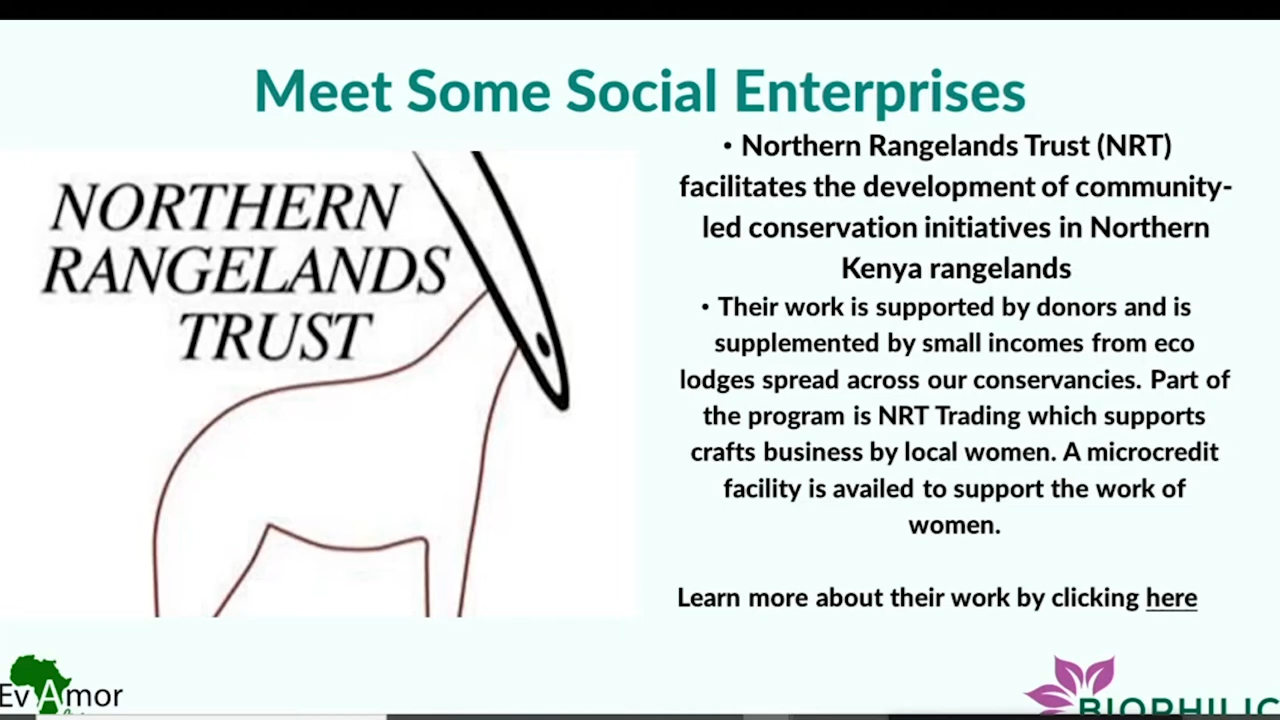 Meet Some Social Enterprises
NORTHERN
RANGELANDS
TRUST
• Northern Rangelands Trust (NRT)
facilitates the development of community-
led conservation initiatives in Northern
Kenya rangelands
• Their work is supported by donors and is
supplemented by small incomes from eco
lodges spread across our conservancies. Part of
the program is NRT Trading which supports
crafts business by local women. A microcredit
facility is availed to support the work of
women.
Learn more about their work by clicking here
Ev Amor
BIOPHILIC